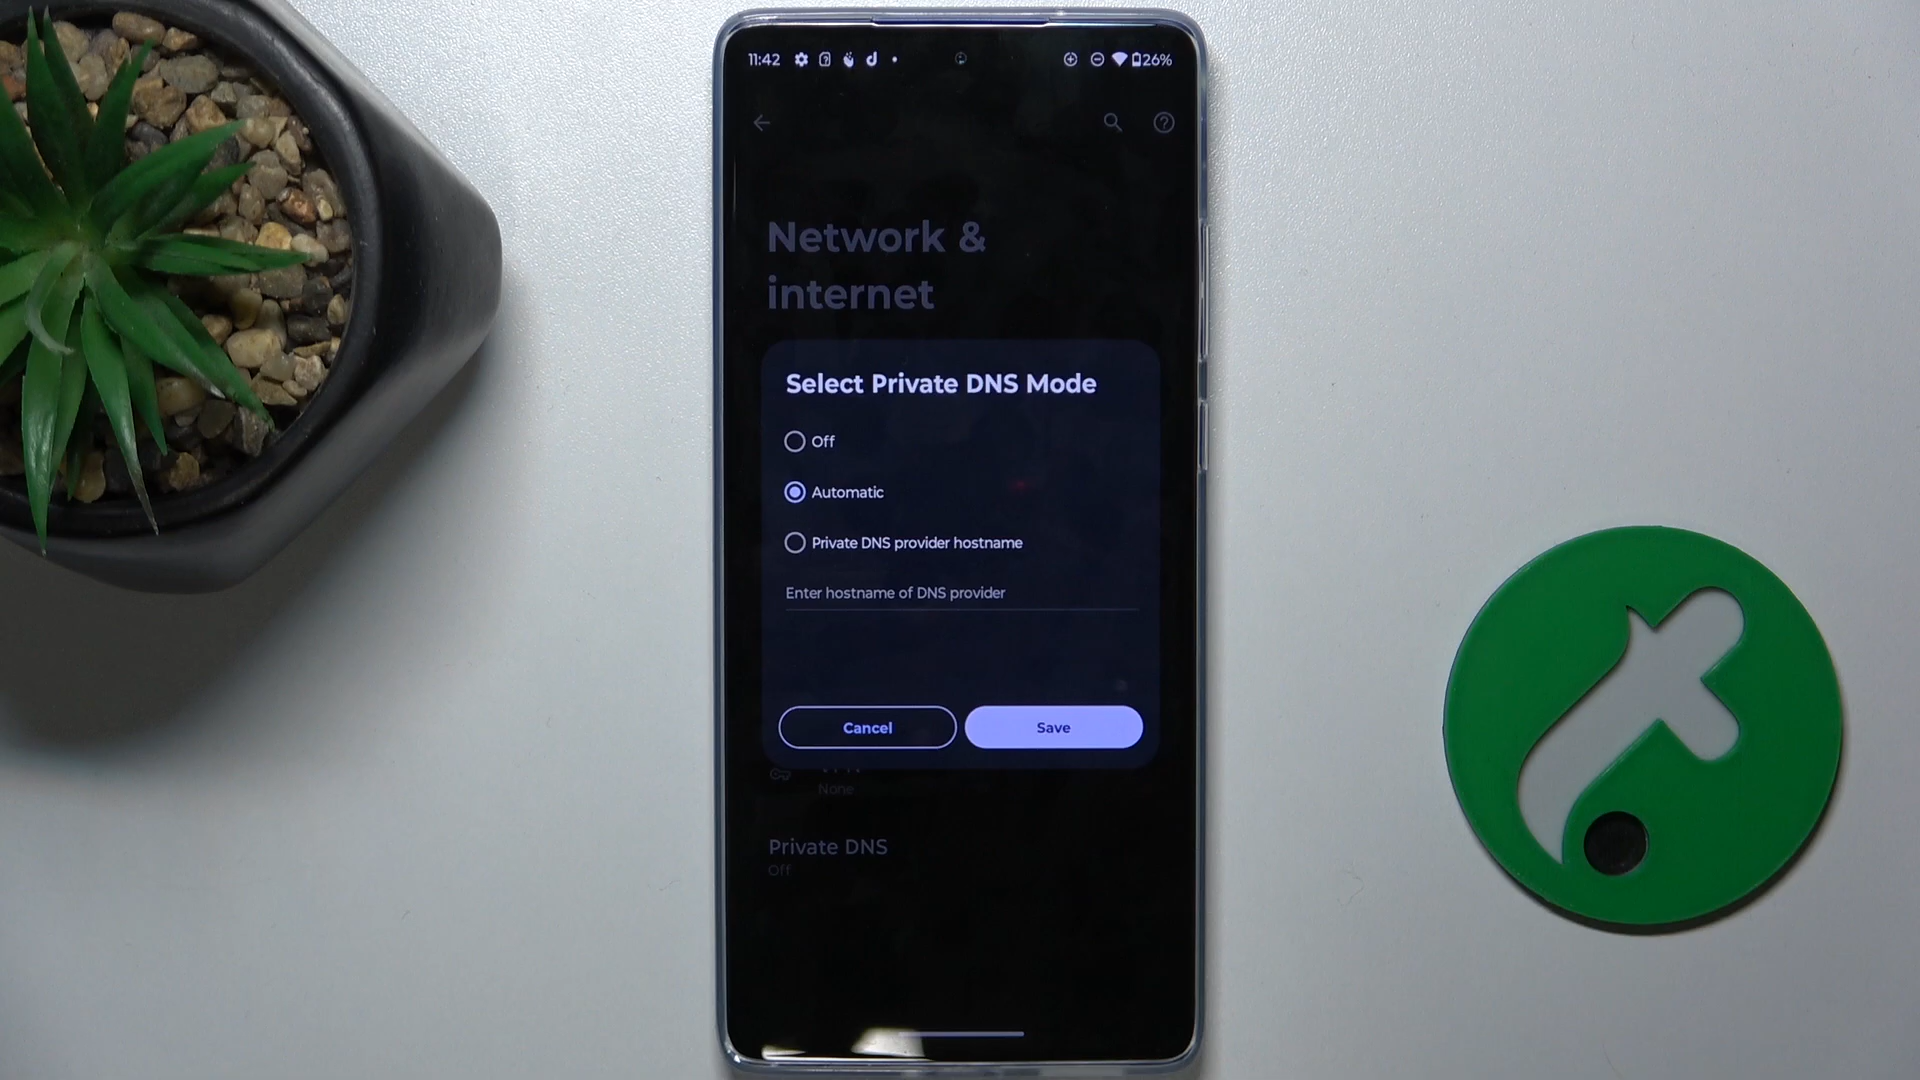 11:42
26%
Network &
internet
Select Private DNS Mode
Off
Automatic
Private DNS provider hostname
Enter hostname of DNS provider
Cancel
Save
VPN
None
Private DNS
Off